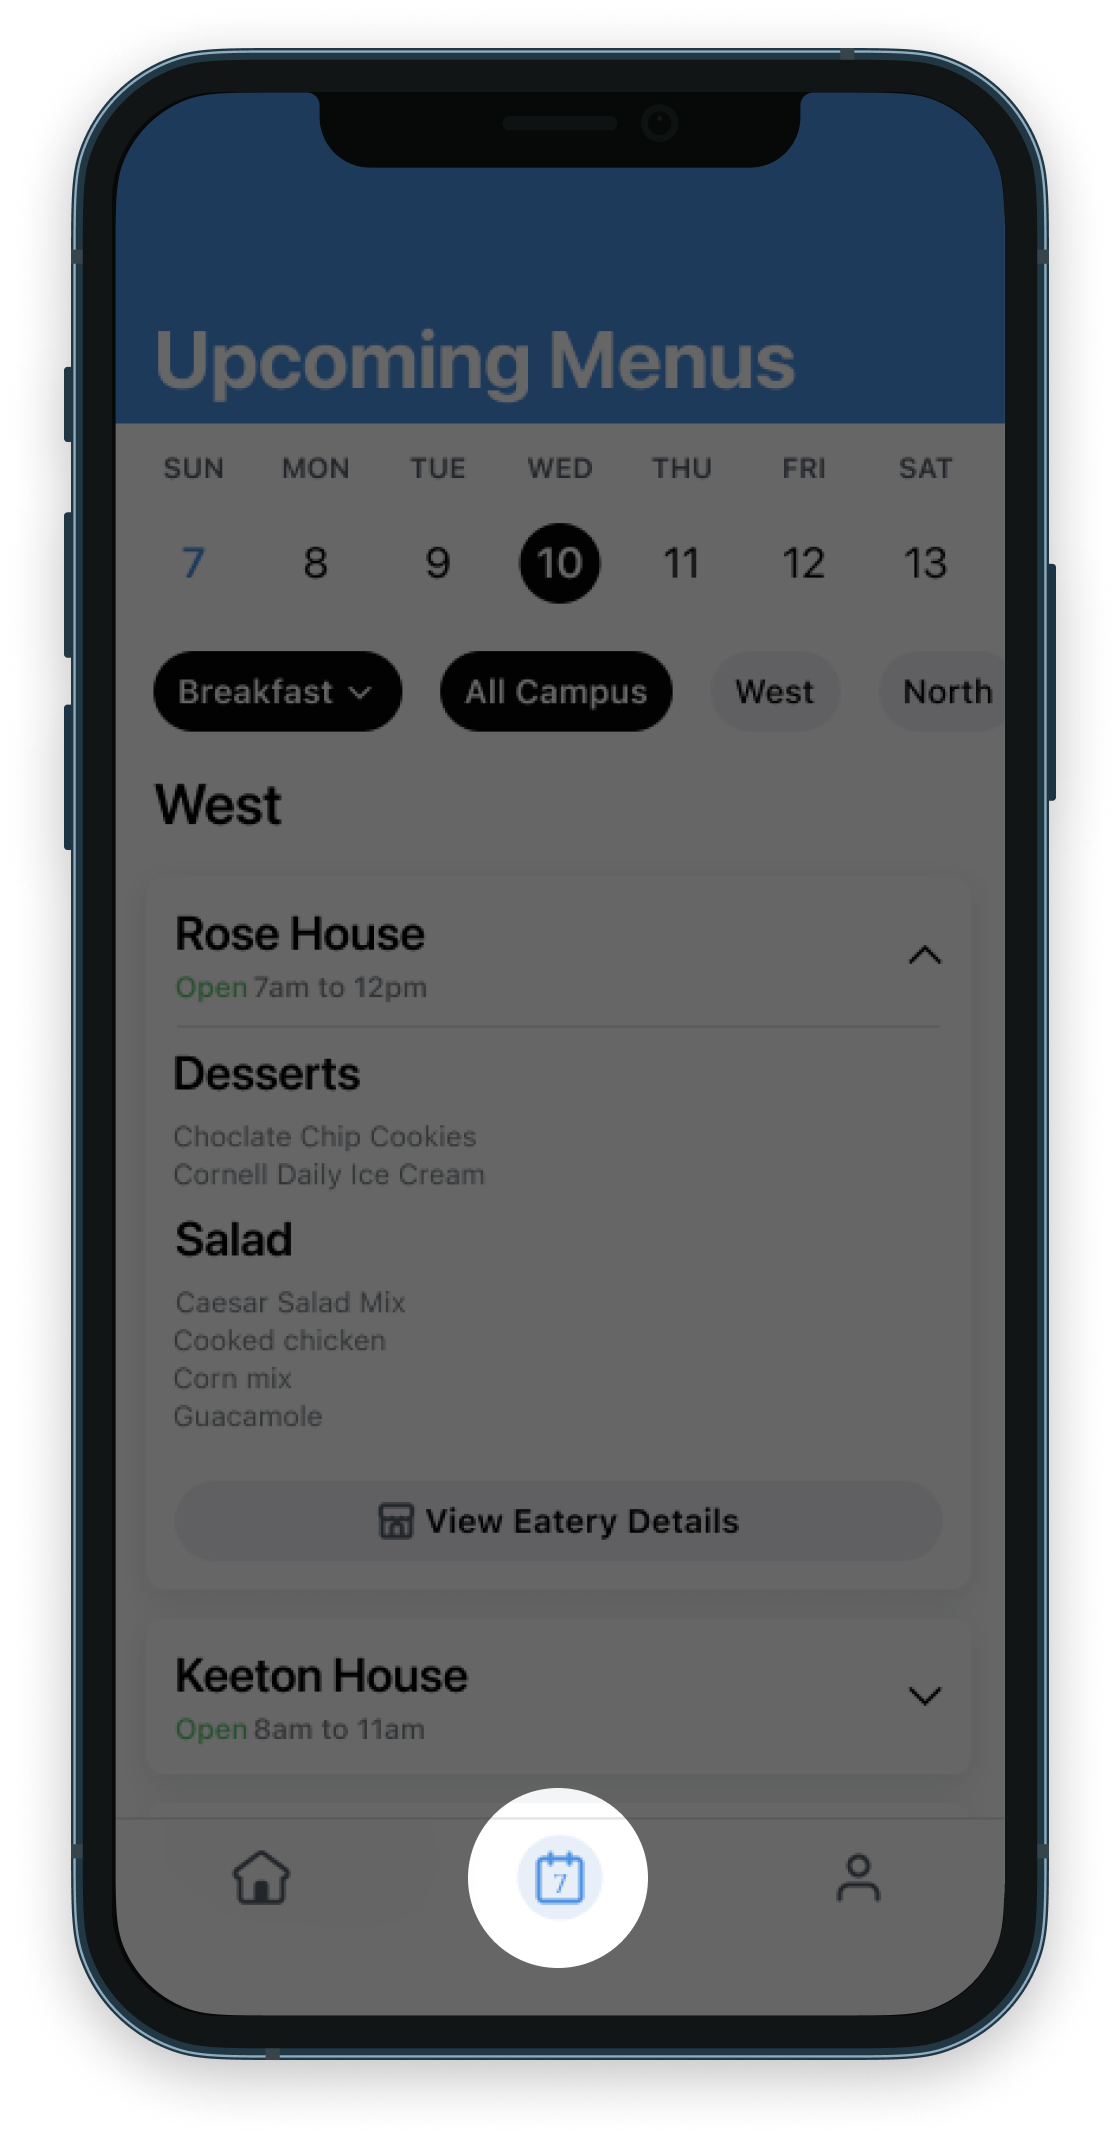 Upcoming Menus
SUN MON TUE WED THU FRI SAT
7 8 9 10 11 12 13
Breakfast All Campus West North
West
Rose House
Open 7am to 12pm
Desserts
Choclate Chip Cookies
Cornell Daily Ice Cream
Salad
Caesar Salad Mix
Cooked chicken
Corn mix
Guacamole
View Eatery Details
Keeton House
Open 8am to 11am
7